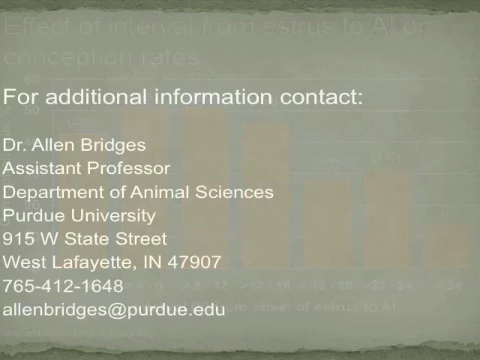 Effect of interval from estrus to AI on
conception rates
For additional information contact:
Dr. Allen Bridges
Assistant Professor
Department of Animal Sciences
Purdue University
915 W State Street
West Lafayette, IN 47907
765-412-1648
allenbridges@purdue.edu